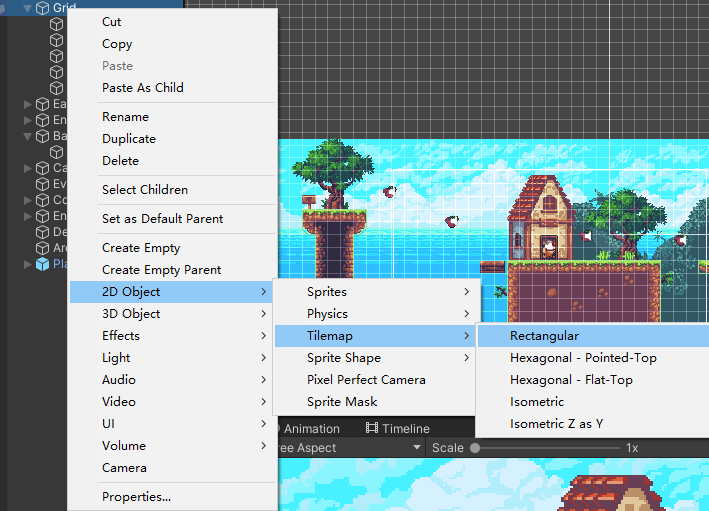 Grid
Cut
Copy
Paste
Paste As Child
Rename
Duplicate
Delete
Select Children
Set as Default Parent
Create Empty
Create Empty Parent
2D Object
3D Object
Effects
Light
Audio
Video
UI
Volume
Camera
Properties...
Sprites
Physics
Tilemap
Sprite Shape
Pixel Perfect Camera
Sprite Mask
Rectangular
Hexagonal - Pointed-Top
Hexagonal - Flat-Top
Isometric
Isometric Z as Y
Ea
En
Ba
Ca
Ev
Co
En
De
Are
Pla
Animation
Timeline
ree Aspect
Scale
1x